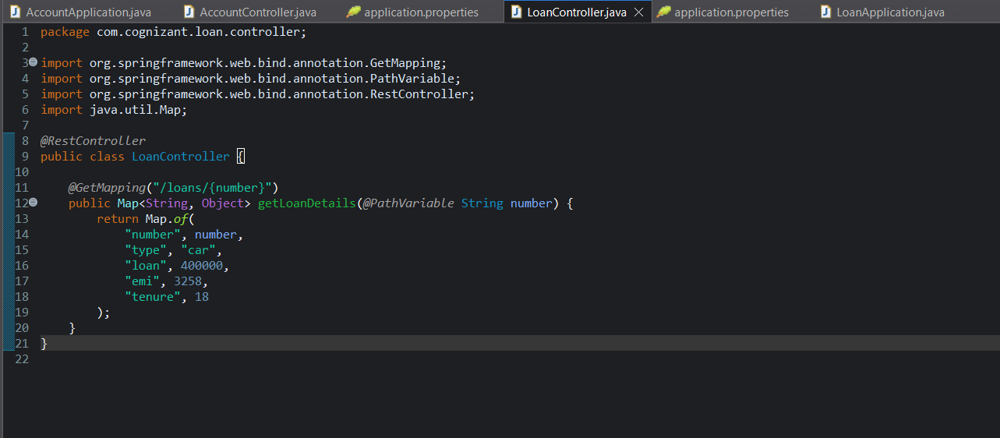 AccountApplication.java AccountController.java application.properties LoanController.java application.properties LoanApplication.java
1 package com.cognizant.loan.controller;
2
3 import org.springframework.web.bind.annotation.GetMapping;
4 import org.springframework.web.bind.annotation.PathVariable;
5 import org.springframework.web.bind.annotation.RestController;
6 import java.util.Map;
7
8 @RestController
9 public class LoanController {
10
11     @GetMapping("/loans/{number}")
12     public Map<String, Object> getLoanDetails(@PathVariable String number) {
13         return Map.of(
14             "number", number,
15             "type", "car",
16             "loan", 400000,
17             "emi", 3258,
18             "tenure", 18
19         );
20     }
21 }
22